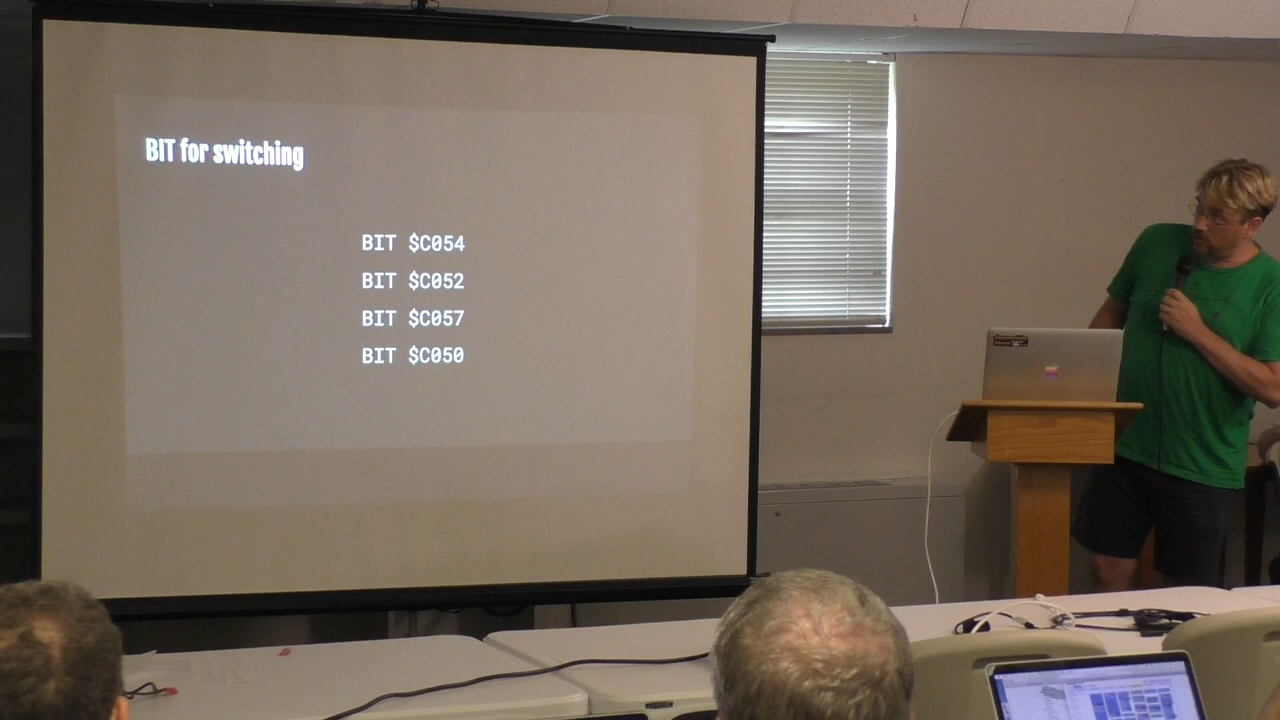 BIT for switching
BIT $C054
BIT $C052
BIT $C057
BIT $C050